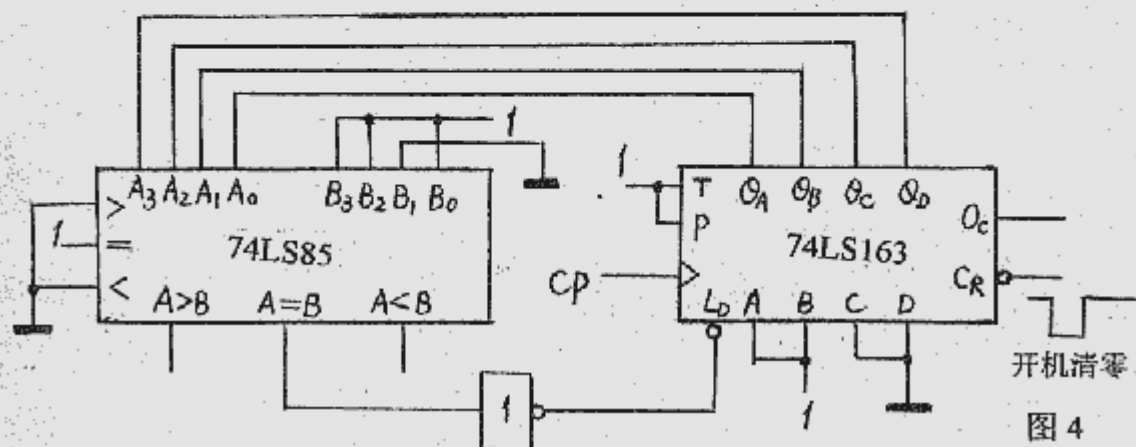 1
A3 A2 A1 A0 B3 B2 B1 B0
> = <
1
74LS85
A>B A=B A<B
1
1
T P
QA QB QC QD
OC
74LS163
CP
CR
LD A B C D
1
开机清零
图 4